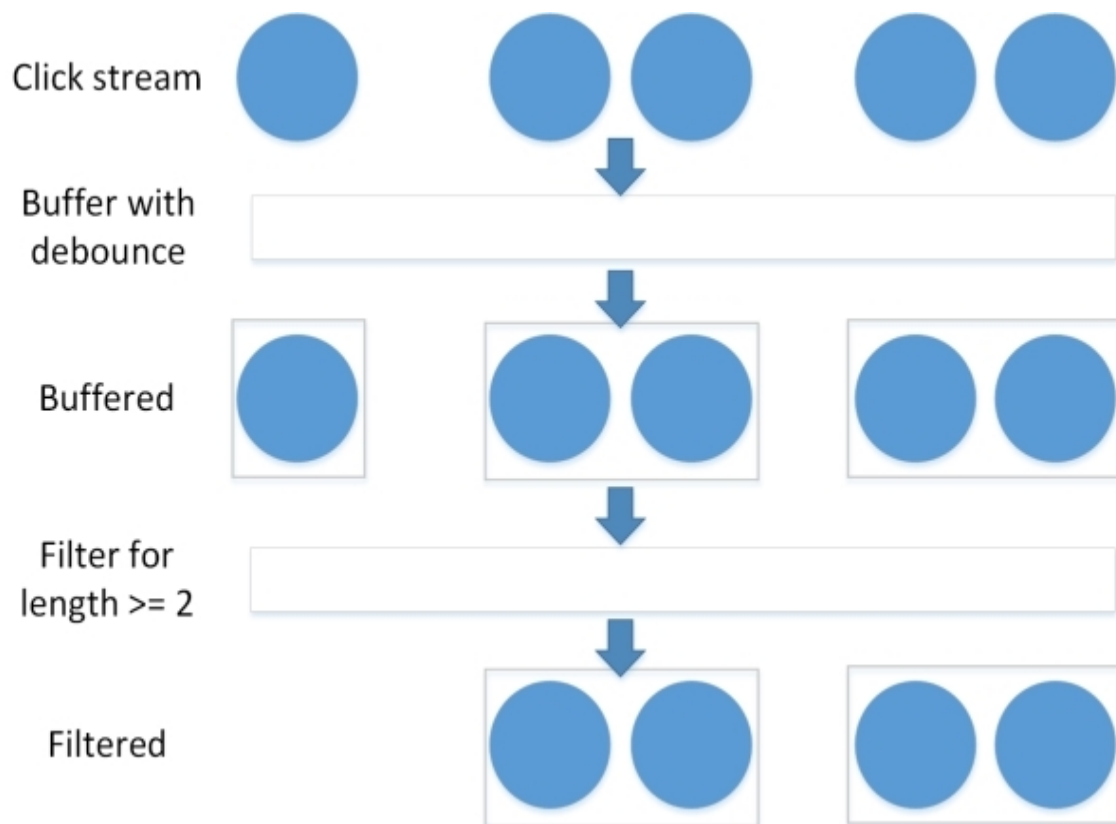 Click stream
Buffer with
debounce
Buffered
Filter for
length >= 2
Filtered